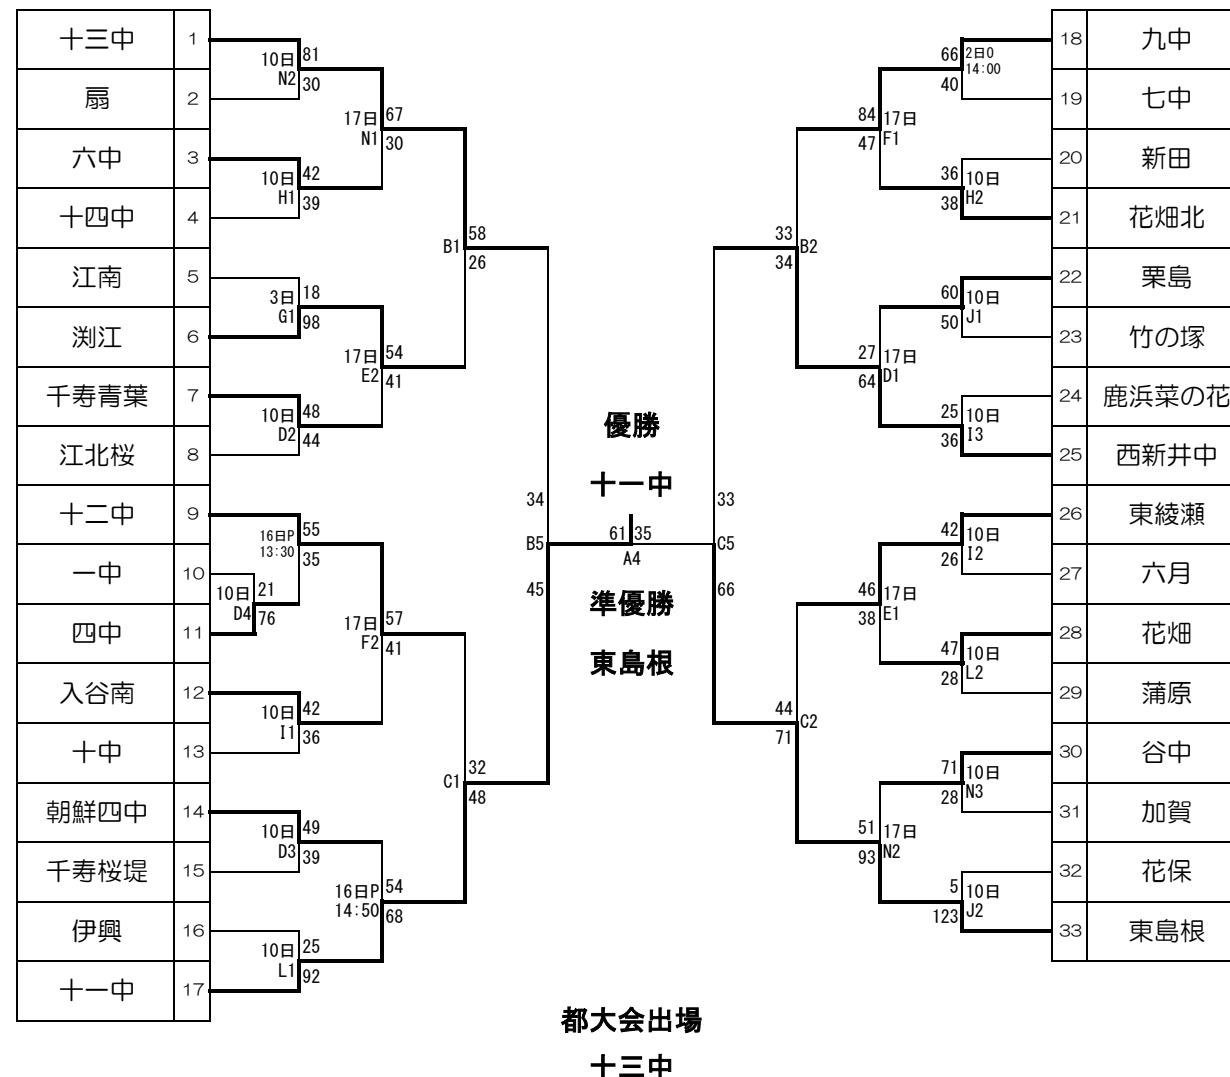 十三中 1
扇 2
六中 3
十四中 4
江南 5
渕江 6
千寿青葉 7
江北桜 8
十二中 9
一中 10
四中 11
入谷南 12
十中 13
朝鮮四中 14
千寿桜堤 15
伊興 16
十一中 17
10日 81
N2 30
10日 42
H1 39
3日 18
G1 98
10日 48
D2 44
16日P 55
13:30 35
10日 21
D4 76
10日 42
I1 36
10日 49
D3 39
10日 25
L1 92
17日 67
N1 30
17日 54
E2 41
17日 57
F2 41
16日P 54
14:50 68
58
B1 26
32
C1 48
34
B5
45
優勝
十一中
61 35
A4
準優勝
東島根
33
C5
66
33
B2
34
44
C2
71
84 17日
47 F1
27 17日
64 D1
46 17日
38 E1
51 17日
93 N2
66 2日O
40 14:00
36 10日
38 H2
60 10日
50 J1
25 10日
36 I3
42 10日
26 I2
47 10日
28 L2
71 10日
28 N3
5 10日
123 J2
18 九中
19 七中
20 新田
21 花畑北
22 栗島
23 竹の塚
24 鹿浜菜の花
25 西新井中
26 東綾瀬
27 六月
28 花畑
29 蒲原
30 谷中
31 加賀
32 花保
33 東島根
都大会出場
十三中